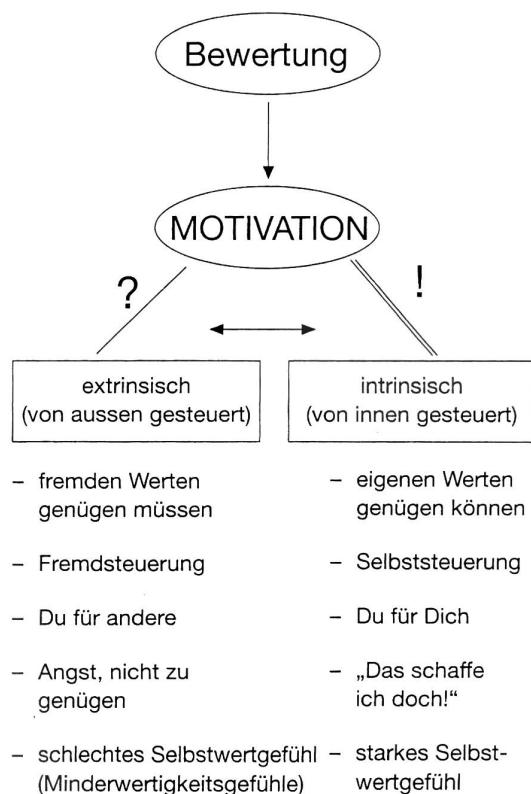 Bewertung
MOTIVATION
?
!
extrinsisch
(von aussen gesteuert)
intrinsisch
(von innen gesteuert)
– fremden Werten
genügen müssen
– Fremdsteuerung
– Du für andere
– Angst, nicht zu
genügen
– schlechtes Selbstwertgefühl
(Minderwertigkeitsgefühle)
– eigenen Werten
genügen können
– Selbststeuerung
– Du für Dich
– „Das schaffe
ich doch!“
– starkes Selbst-
wertgefühl